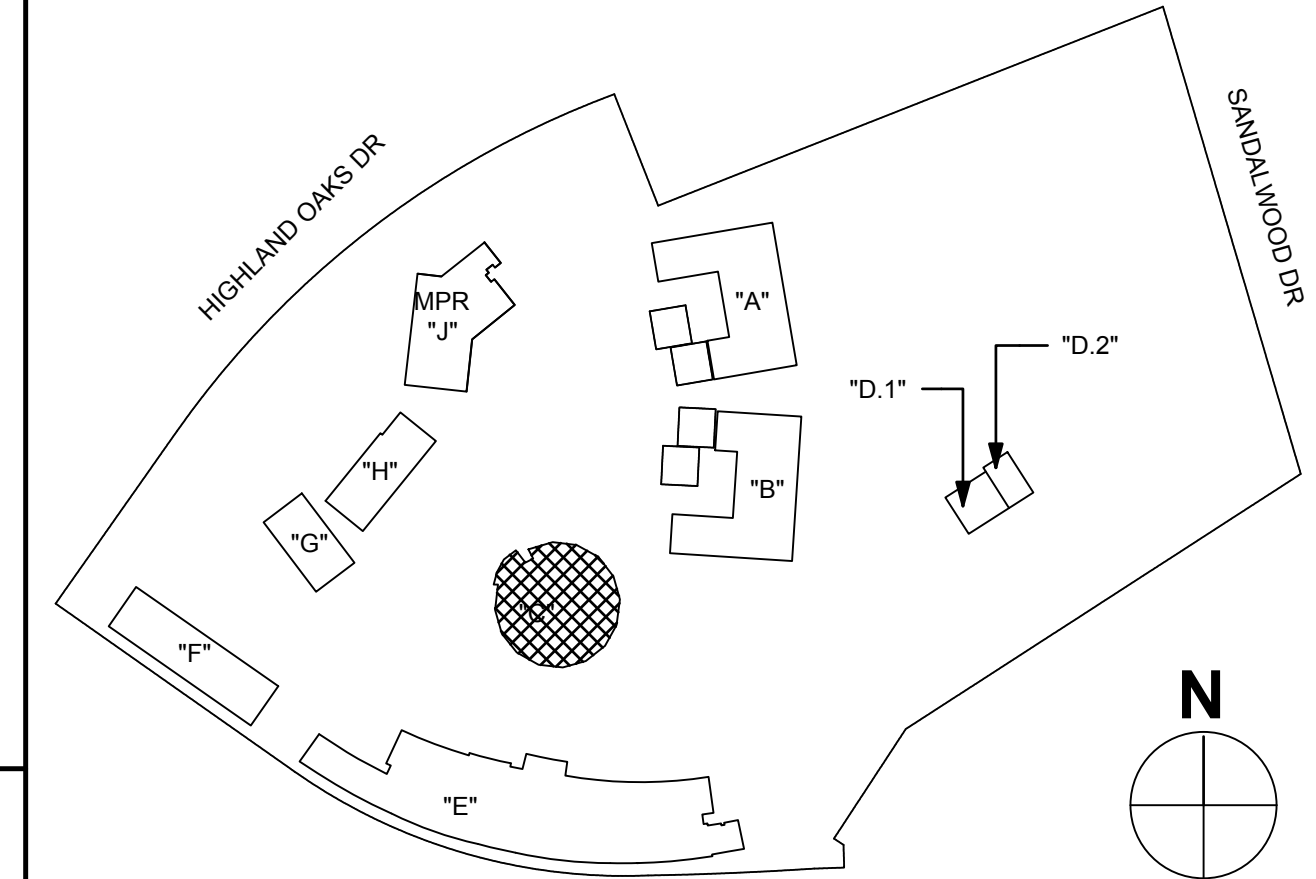 HIGHLAND OAKS DR
SANDALWOOD DR
MPR
"J"
"A"
"D.2"
"D.1"
"H"
"B"
"G"
"C"
"F"
"E"
N